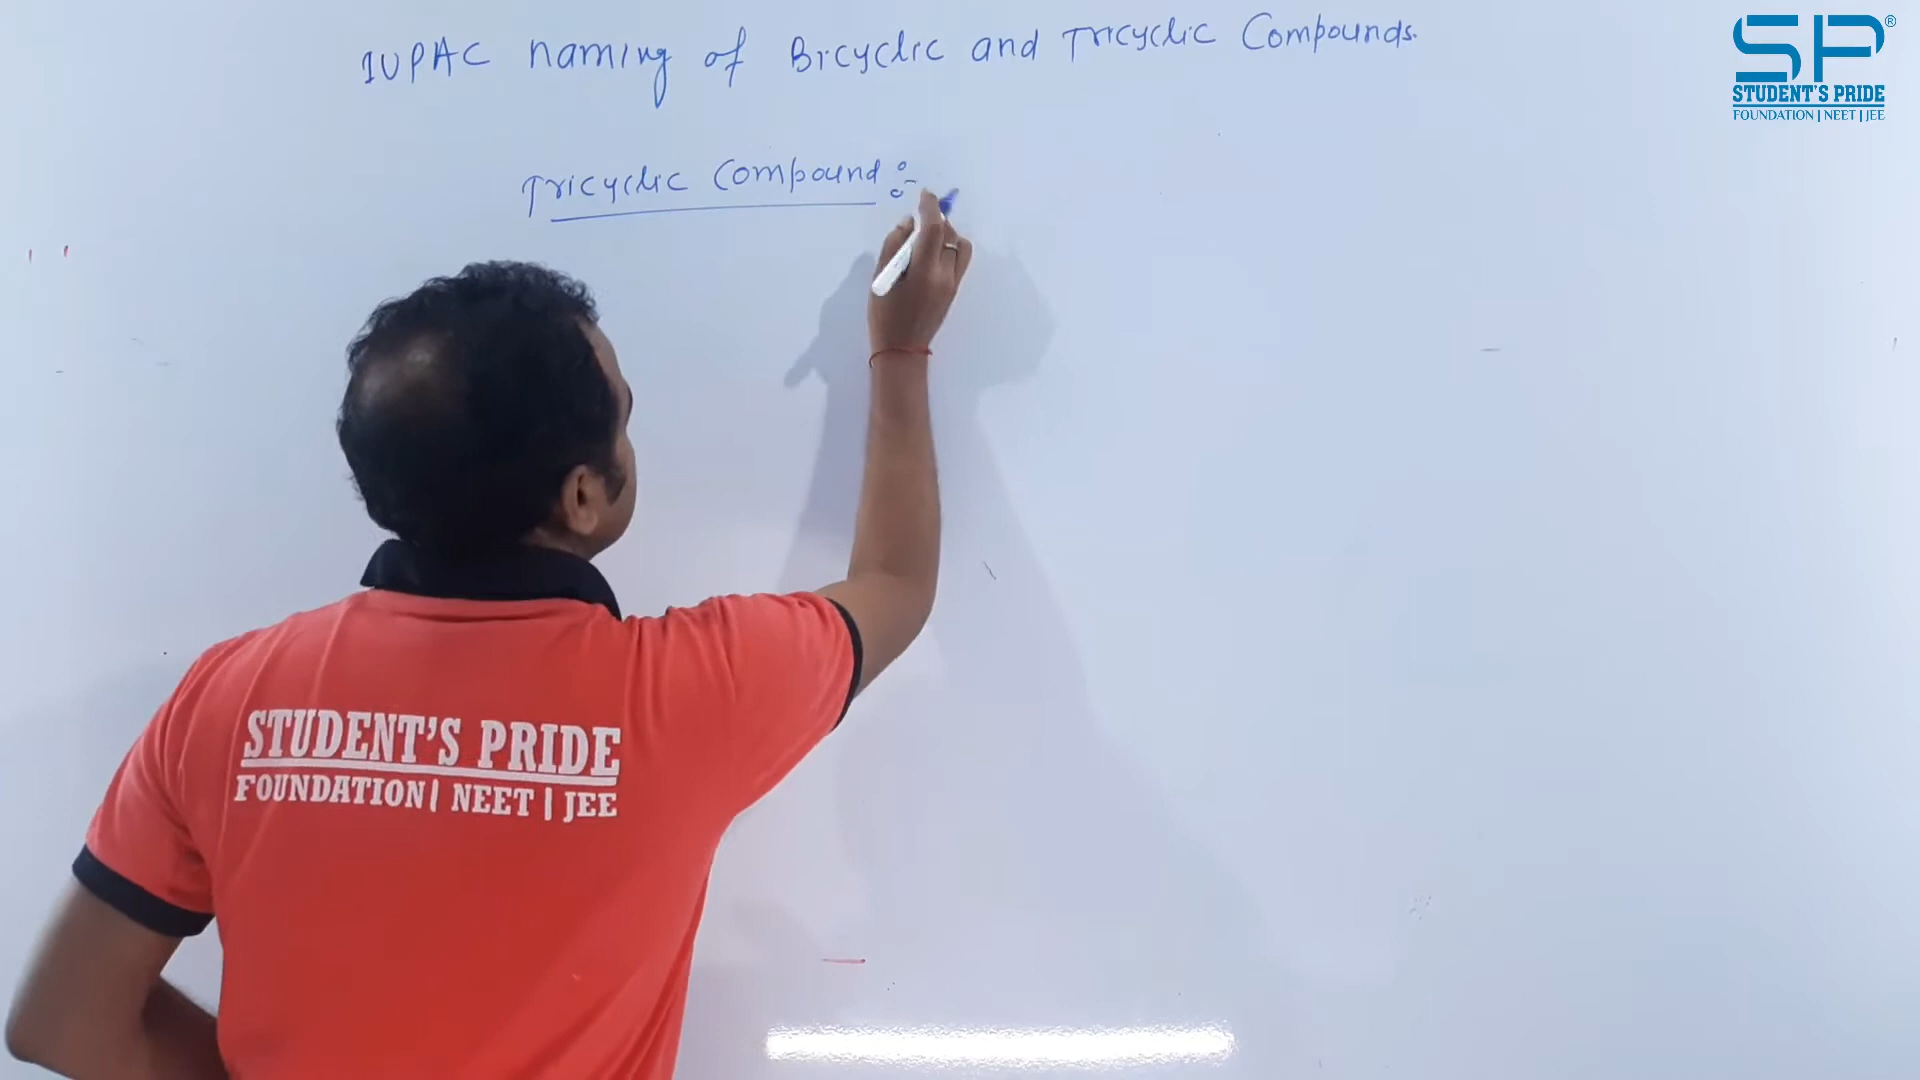 IUPAC naming of Bicyclic and Tricyclic Compounds.
SP®
STUDENT'S PRIDE
FOUNDATION | NEET | JEE
Tricyclic Compound :-
STUDENT'S PRIDE
FOUNDATION | NEET | JEE